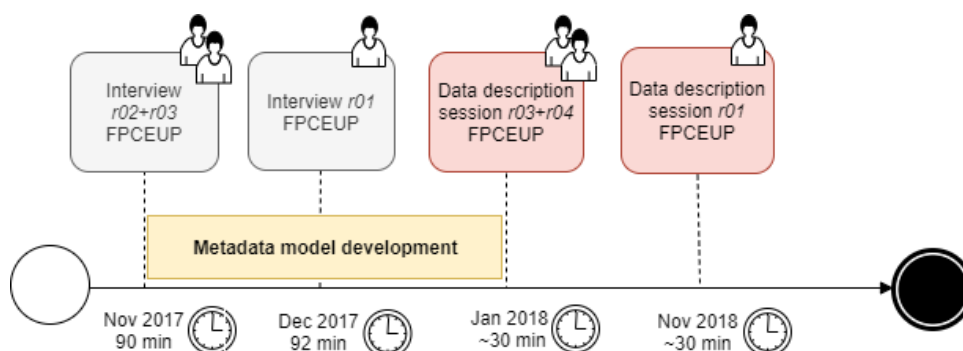 Interview
r02+r03
FPCEUP
Interview r01
FPCEUP
Data description
session r03+r04
FPCEUP
Data description
session r01
FPCEUP
Metadata model development
Nov 2017
90 min
Dec 2017
92 min
Jan 2018
~30 min
Nov 2018
~30 min